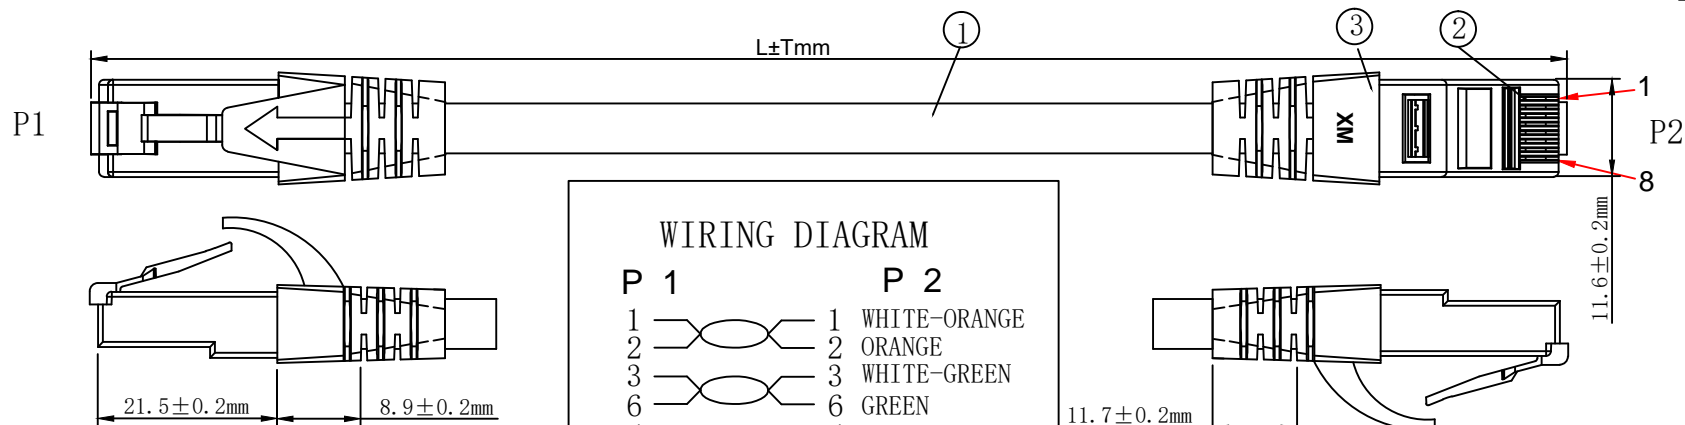 L±Tmm
1
3
2
P1
XM
1
P2
8
11.6±0.2mm
WIRING DIAGRAM
P 1 P 2
1 1 WHITE-ORANGE
2 2 ORANGE
3 3 WHITE-GREEN
6 6 GREEN
21.5±0.2mm
8.9±0.2mm
11.7±0.2mm